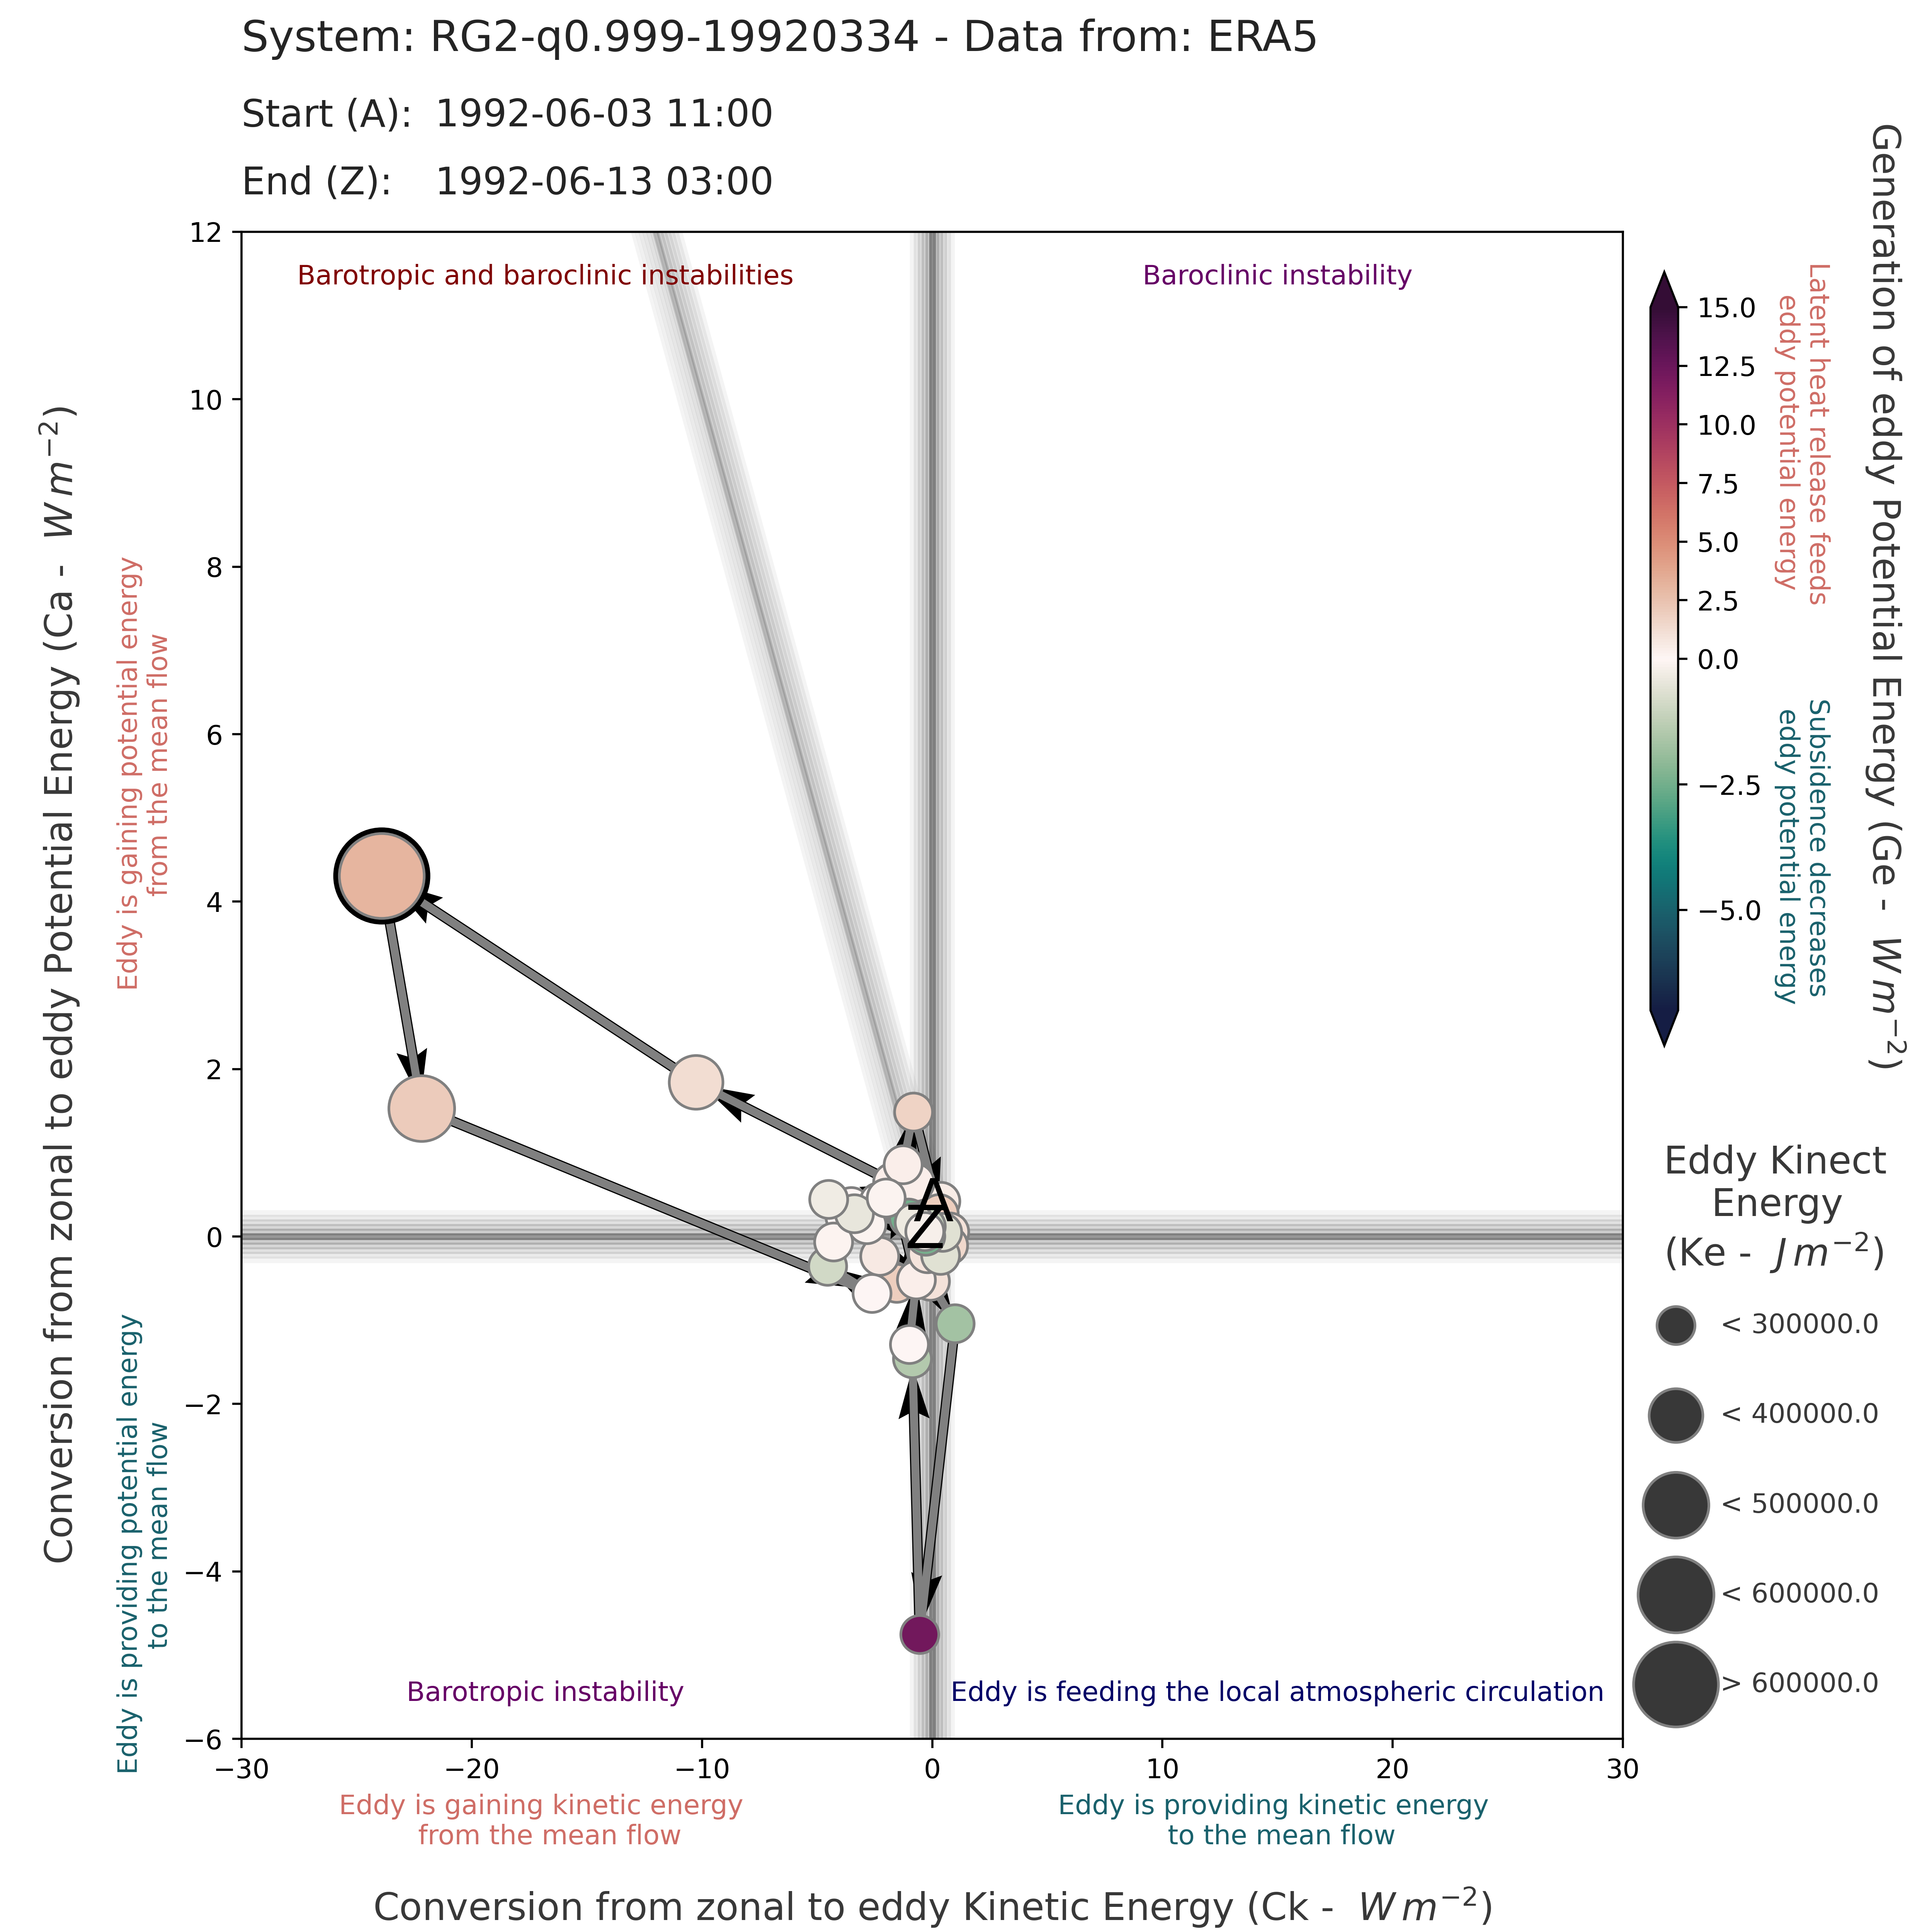 System: RG2-q0.999-19920334 - Data from: ERA5
Start (A): 1992-06-03 11:00
End (Z): 1992-06-13 03:00
Conversion from zonal to eddy Potential Energy (Ca - W m−2)
Eddy is gaining potential energy
from the mean flow
Eddy is providing potential energy
to the mean flow
12
10
8
6
4
2
0
−2
−4
−6
Barotropic and baroclinic instabilities
Baroclinic instability
A
Z
Barotropic instability
Eddy is feeding the local atmospheric circulation
−30
−20
−10
0
10
20
30
Eddy is gaining kinetic energy
from the mean flow
Eddy is providing kinetic energy
to the mean flow
Conversion from zonal to eddy Kinetic Energy (Ck - W m−2)
15.0
12.5
10.0
7.5
5.0
2.5
0.0
−2.5
−5.0
Latent heat release feeds
eddy potential energy
Subsidence decreases
eddy potential energy
Generation of eddy Potential Energy (Ge - W m−2)
Eddy Kinect
Energy
(Ke - J m−2)
< 300000.0
< 400000.0
< 500000.0
< 600000.0
> 600000.0